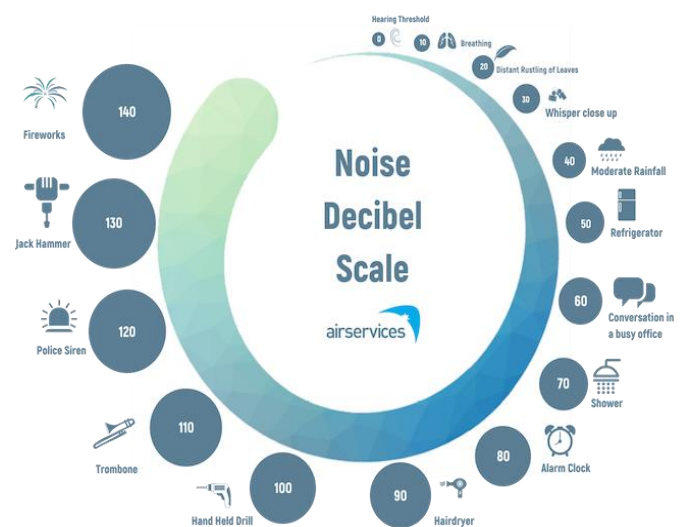 Noise
Decibel
Scale
airservices
Hearing Threshold
0
10
Breathing
20
Distant Rustling of Leaves
30
Whisper close up
40
Moderate Rainfall
50
Refrigerator
60
Conversation in
a busy office
70
Shower
80
Alarm Clock
90
Hairdryer
100
Hand Held Drill
110
Trombone
120
Police Siren
130
Jack Hammer
140
Fireworks